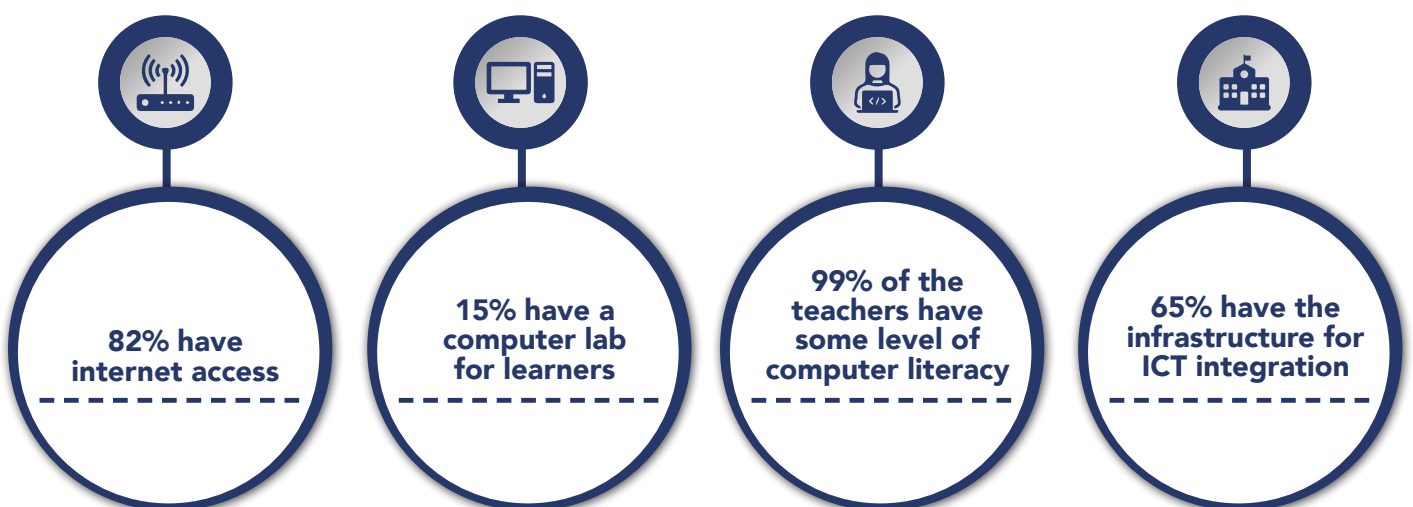 82% have
internet access
15% have a
computer lab
for learners
99% of the
teachers have
some level of
computer literacy
65% have the
infrastructure for
ICT integration